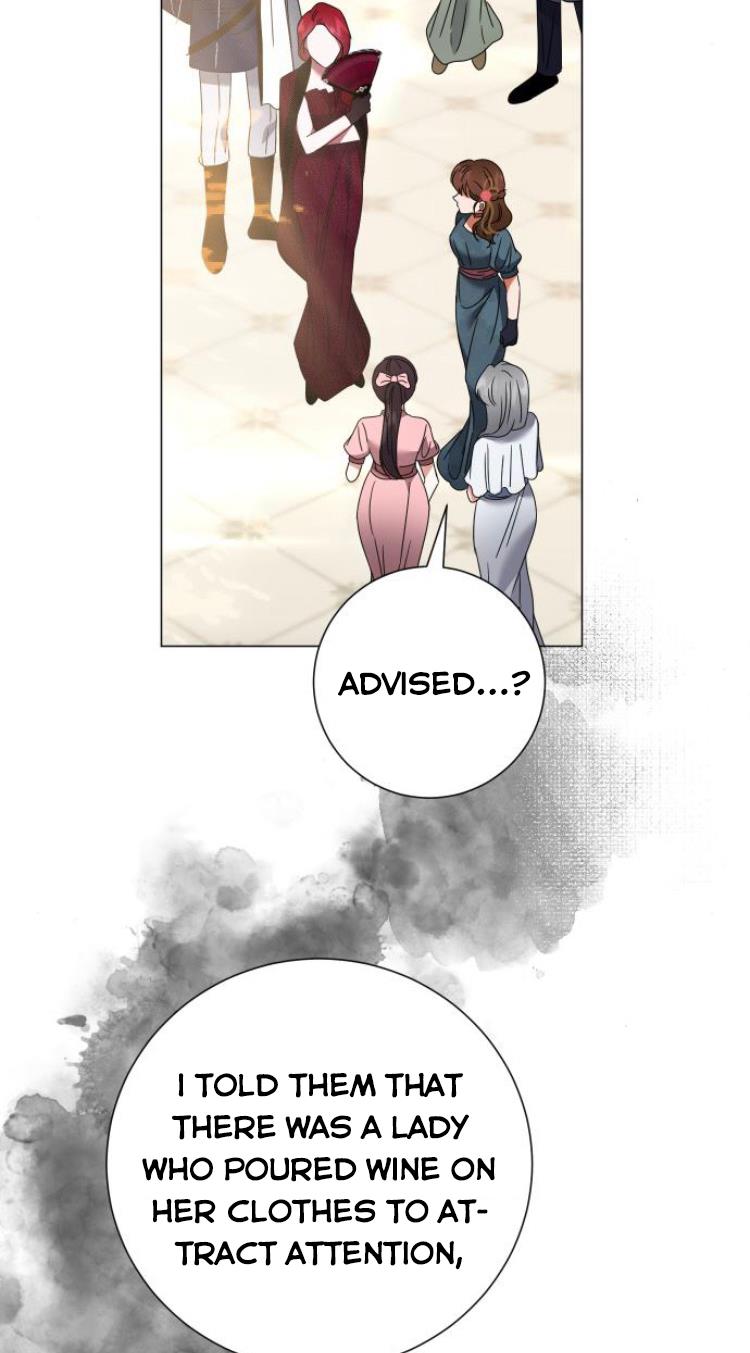 ADVISED...?
I TOLD THEM THAT
THERE WAS A LADY
WHO POURED WINE ON
HER CLOTHES TO AT-
TRACT ATTENTION,